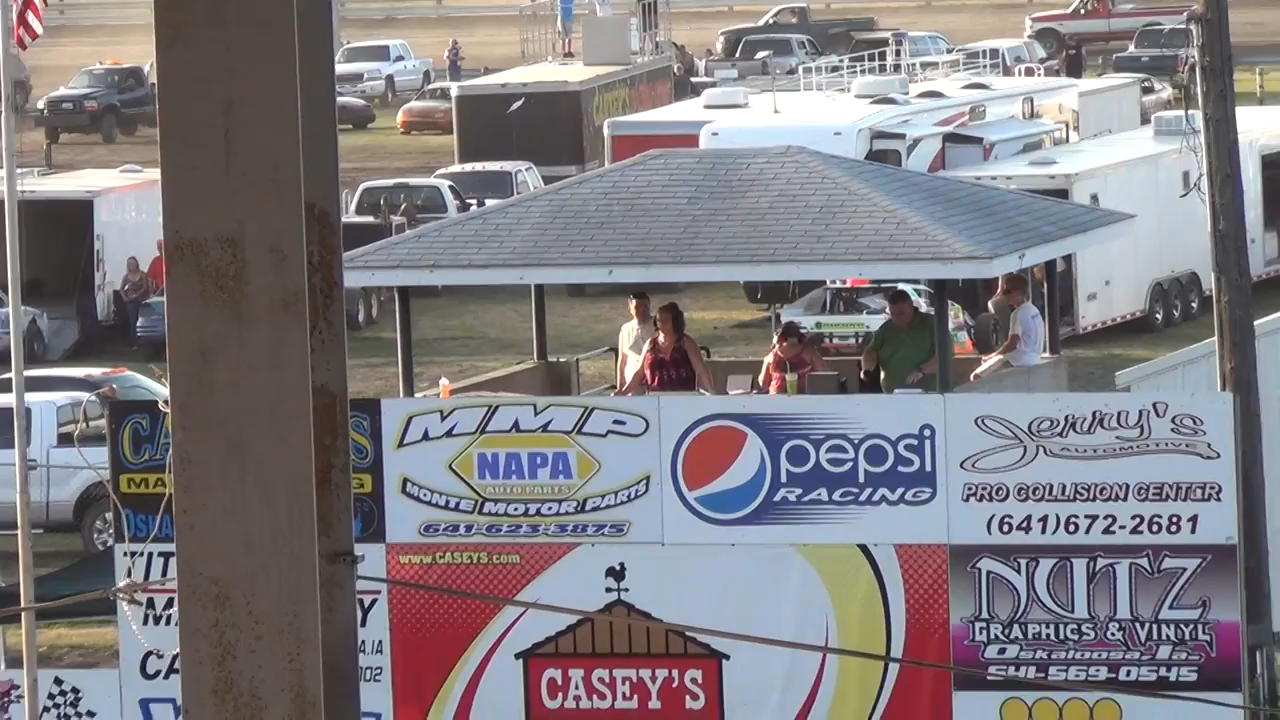 MMP
NAPA
AUTO PARTS
MONTE MOTOR PARTS
641-623-3875
pepsi
RACING
Jerry's
AUTOMOTIVE
PRO COLLISION CENTER
(641)672-2681
www.CASEYS.com
CASEY'S
NUTZ
GRAPHICS & VINYL
Oskaloosa, Ia.
541-569-0545